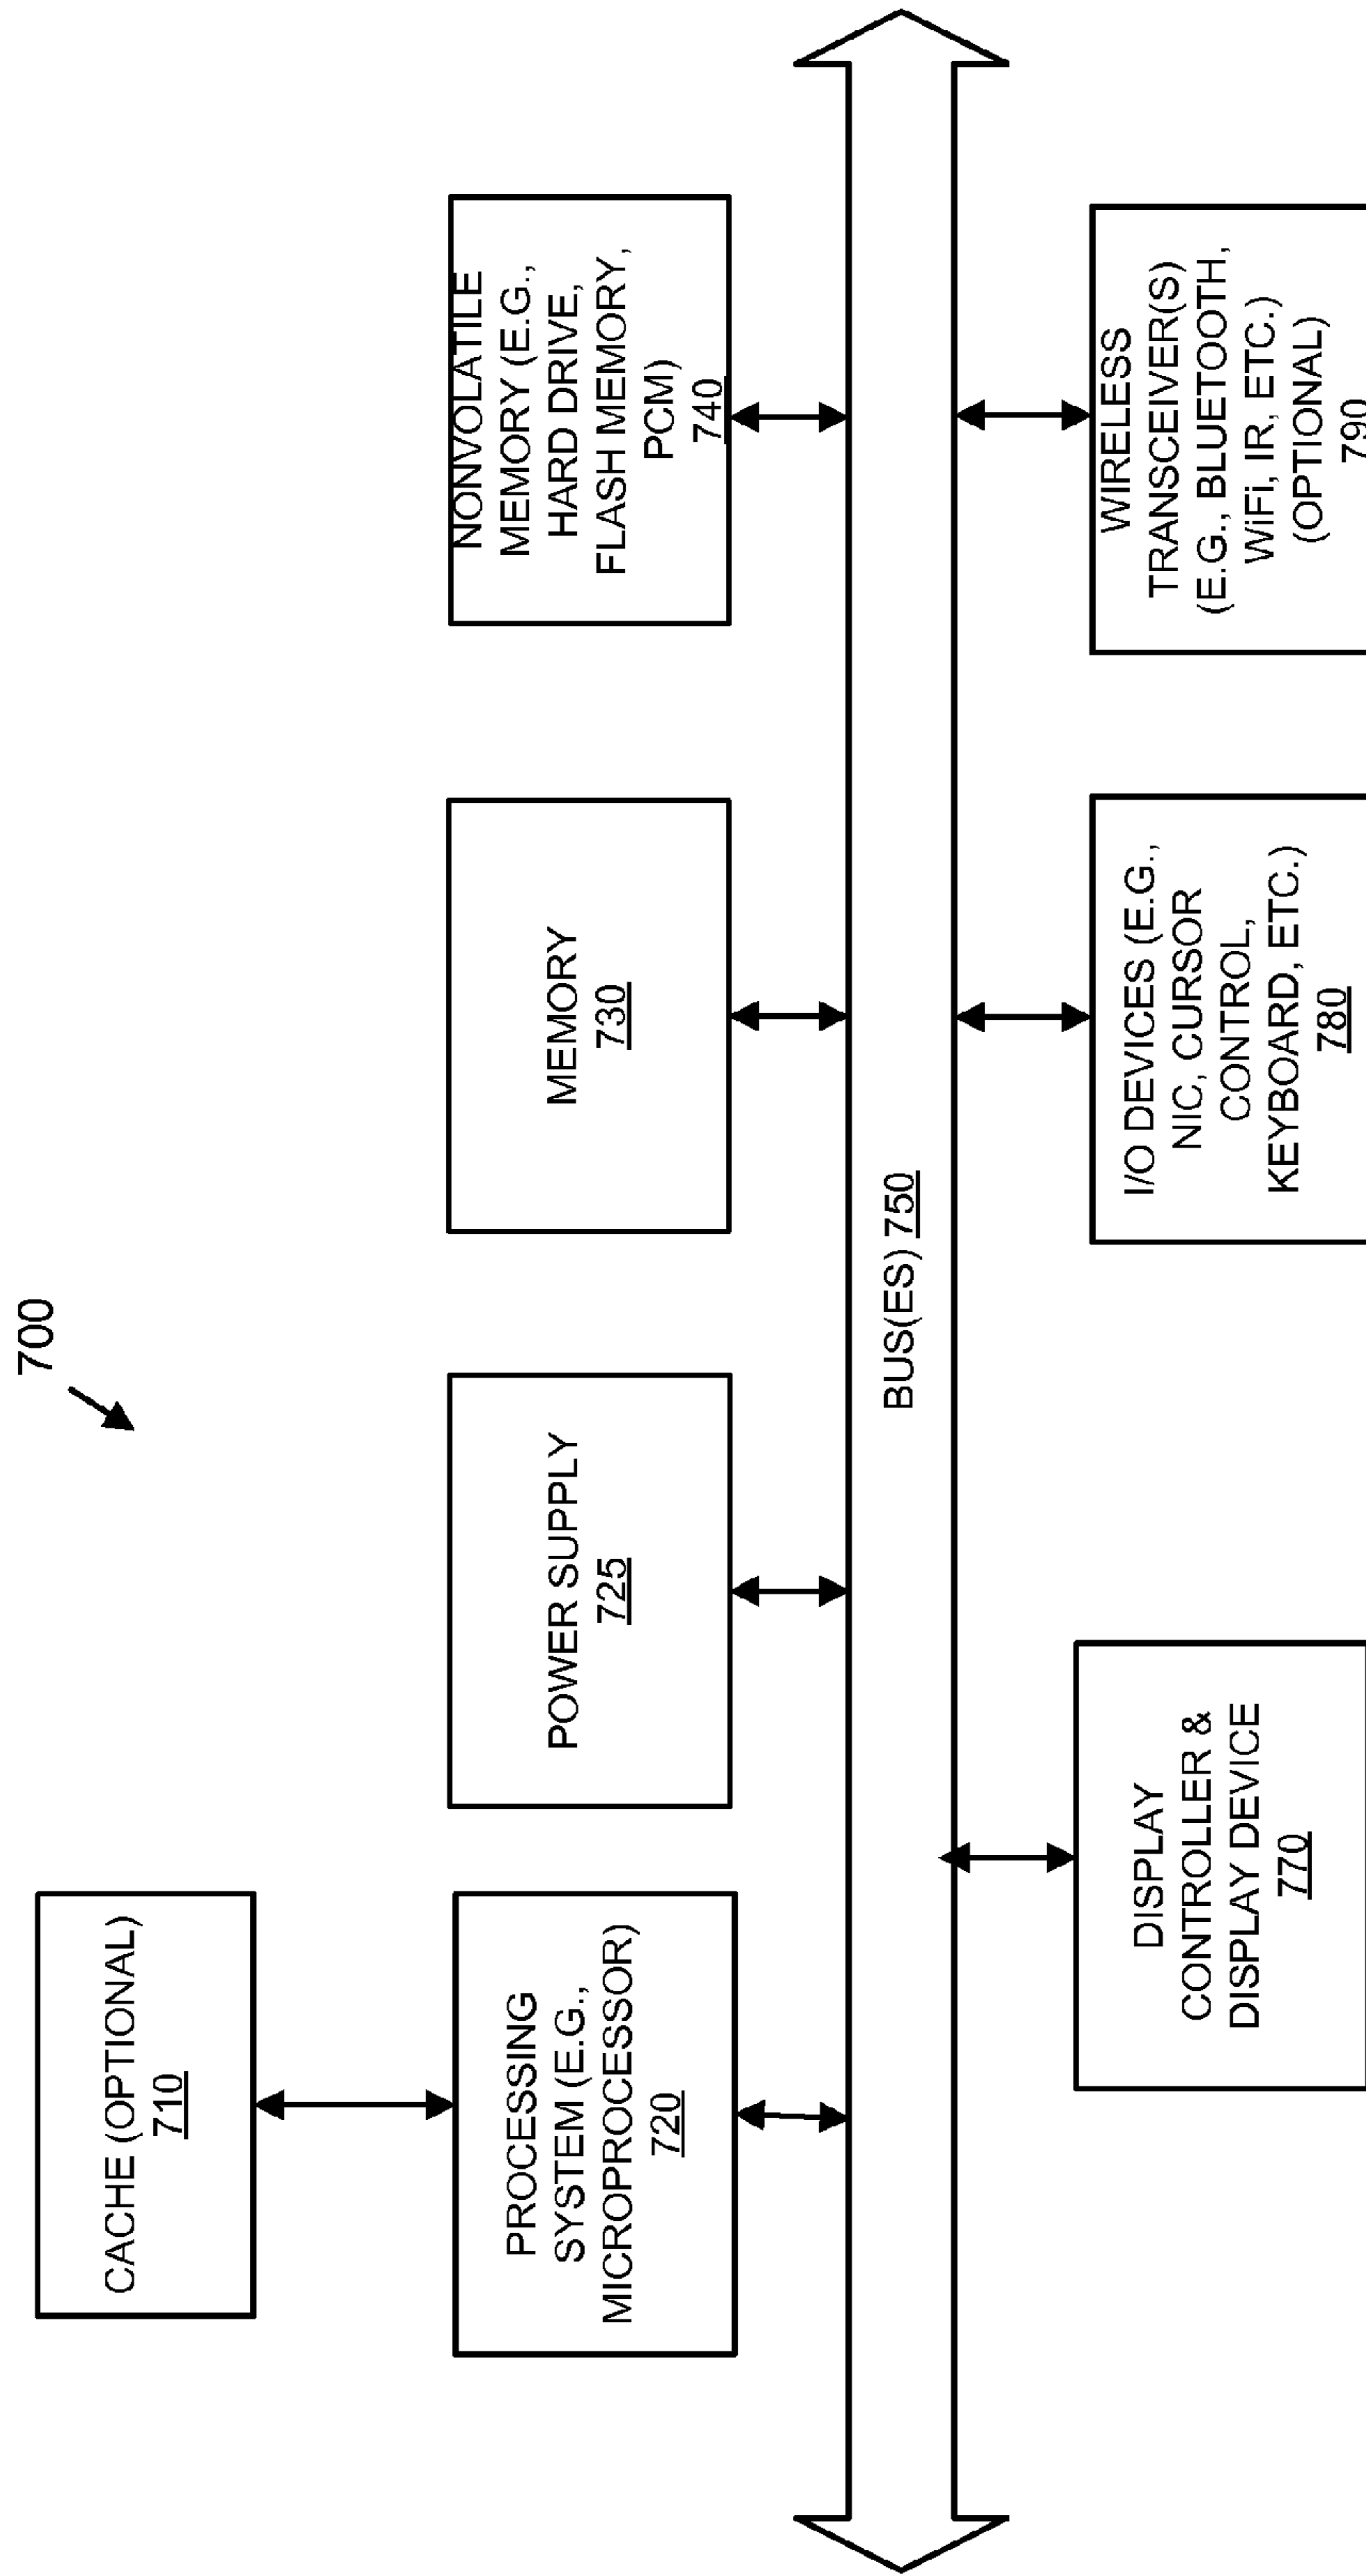 700
CACHE (OPTIONAL)
710
PROCESSING
SYSTEM (E.G.,
MICROPROCESSOR)
720
POWER SUPPLY
725
MEMORY
730
NONVOLATILE
MEMORY (E.G.,
HARD DRIVE,
FLASH MEMORY,
PCM)
740
BUS(ES) 750
DISPLAY
CONTROLLER &
DISPLAY DEVICE
770
I/O DEVICES (E.G.,
NIC, CURSOR
CONTROL,
KEYBOARD, ETC.)
780
WIRELESS
TRANSCEIVER(S)
(E.G., BLUETOOTH,
WiFi, IR, ETC.)
(OPTIONAL)
790